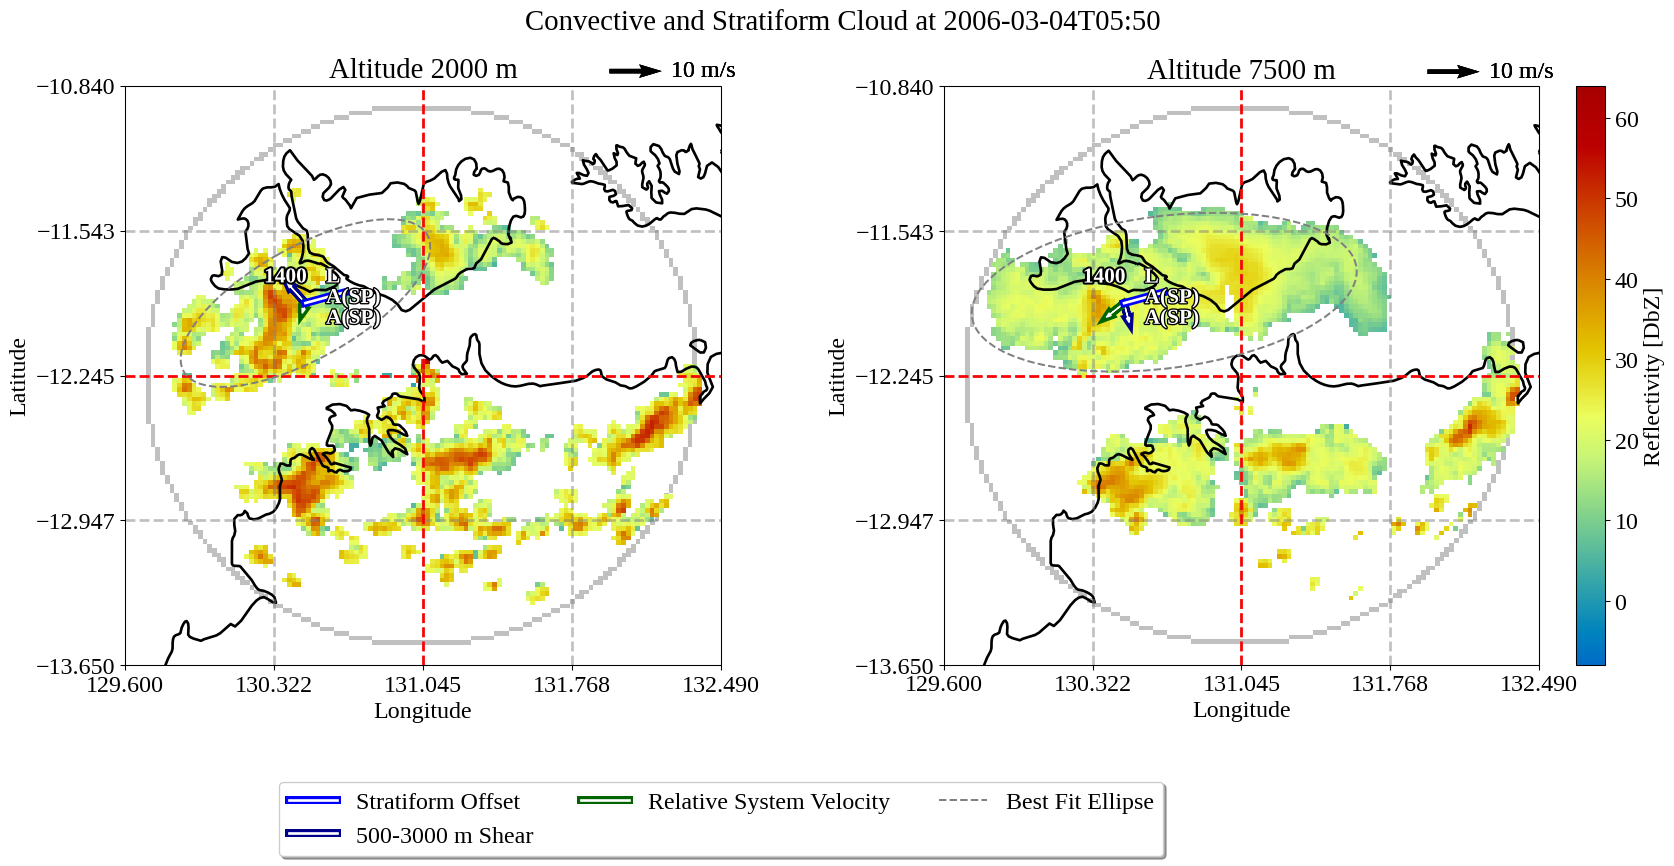 Convective and Stratiform Cloud at 2006-03-04T05:50
Altitude 2000 m
10 m/s
Latitude
−10.840
−11.543
−12.245
−12.947
−13.650
1400
L
A(SP)
A(SP)
129.600
130.322
131.045
131.768
132.490
Longitude
Altitude 7500 m
10 m/s
Latitude
−10.840
−11.543
−12.245
−12.947
−13.650
1400
L
A(SP)
A(SP)
129.600
130.322
131.045
131.768
132.490
Longitude
60
50
40
30
20
10
0
Reflectivity [DbZ]
Stratiform Offset
500-3000 m Shear
Relative System Velocity
Best Fit Ellipse